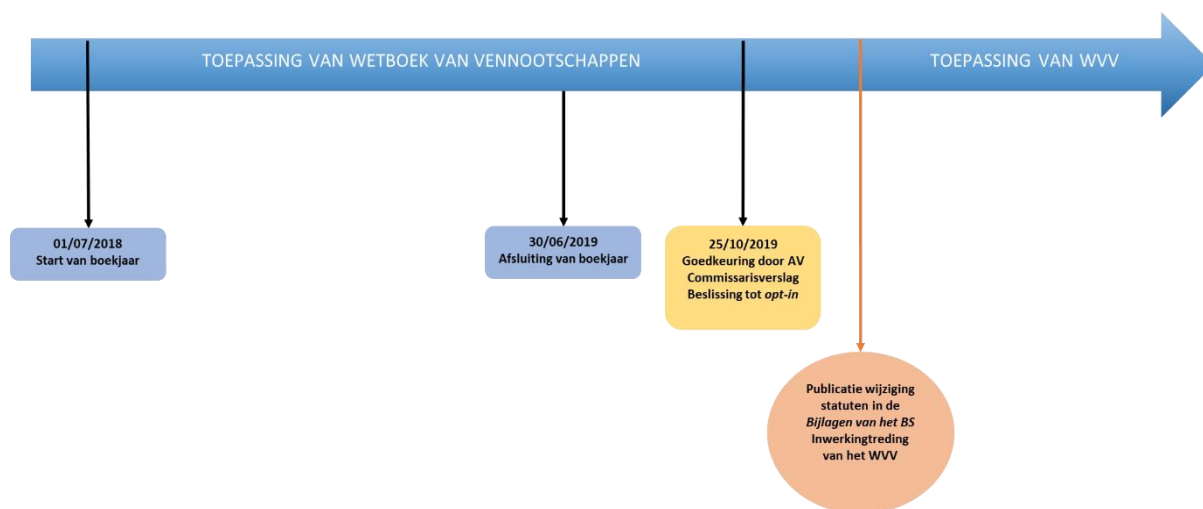 TOEPASSING VAN WETBOEK VAN VENNOOTSCHAPPEN
TOEPASSING VAN WVV
01/07/2018
Start van boekjaar
30/06/2019
Afsluiting van boekjaar
25/10/2019
Goedkeuring door AV
Commissarisverslag
Beslissing tot opt-in
Publicatie wijziging
statuten in de
Bijlagen van het BS
Inwerkingtreding
van het WVV